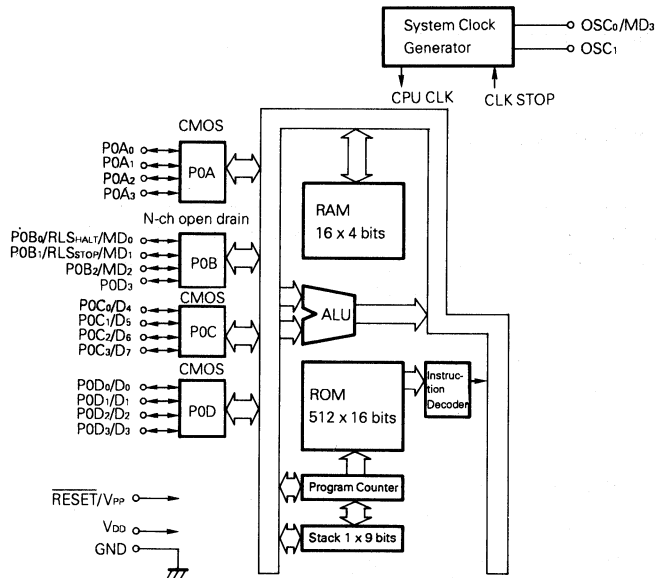 System Clock
Generator
OSC0/MD3
OSC1
CPU CLK
CLK STOP
CMOS
P0A0
P0A1
P0A2
P0A3
P0A
N-ch open drain
P0B0/RLSHALT/MD0
P0B1/RLSSTOP/MD1
P0B2/MD2
P0D3
P0B
CMOS
P0C0/D4
P0C1/D5
P0C2/D6
P0C3/D7
P0C
CMOS
P0D0/D0
P0D1/D1
P0D2/D2
P0D3/D3
P0D
RAM
16 x 4 bits
ALU
ROM
512 x 16 bits
Instruc-
tion
Decoder
Program Counter
Stack 1 x 9 bits
RESET/VPP
VDD
GND